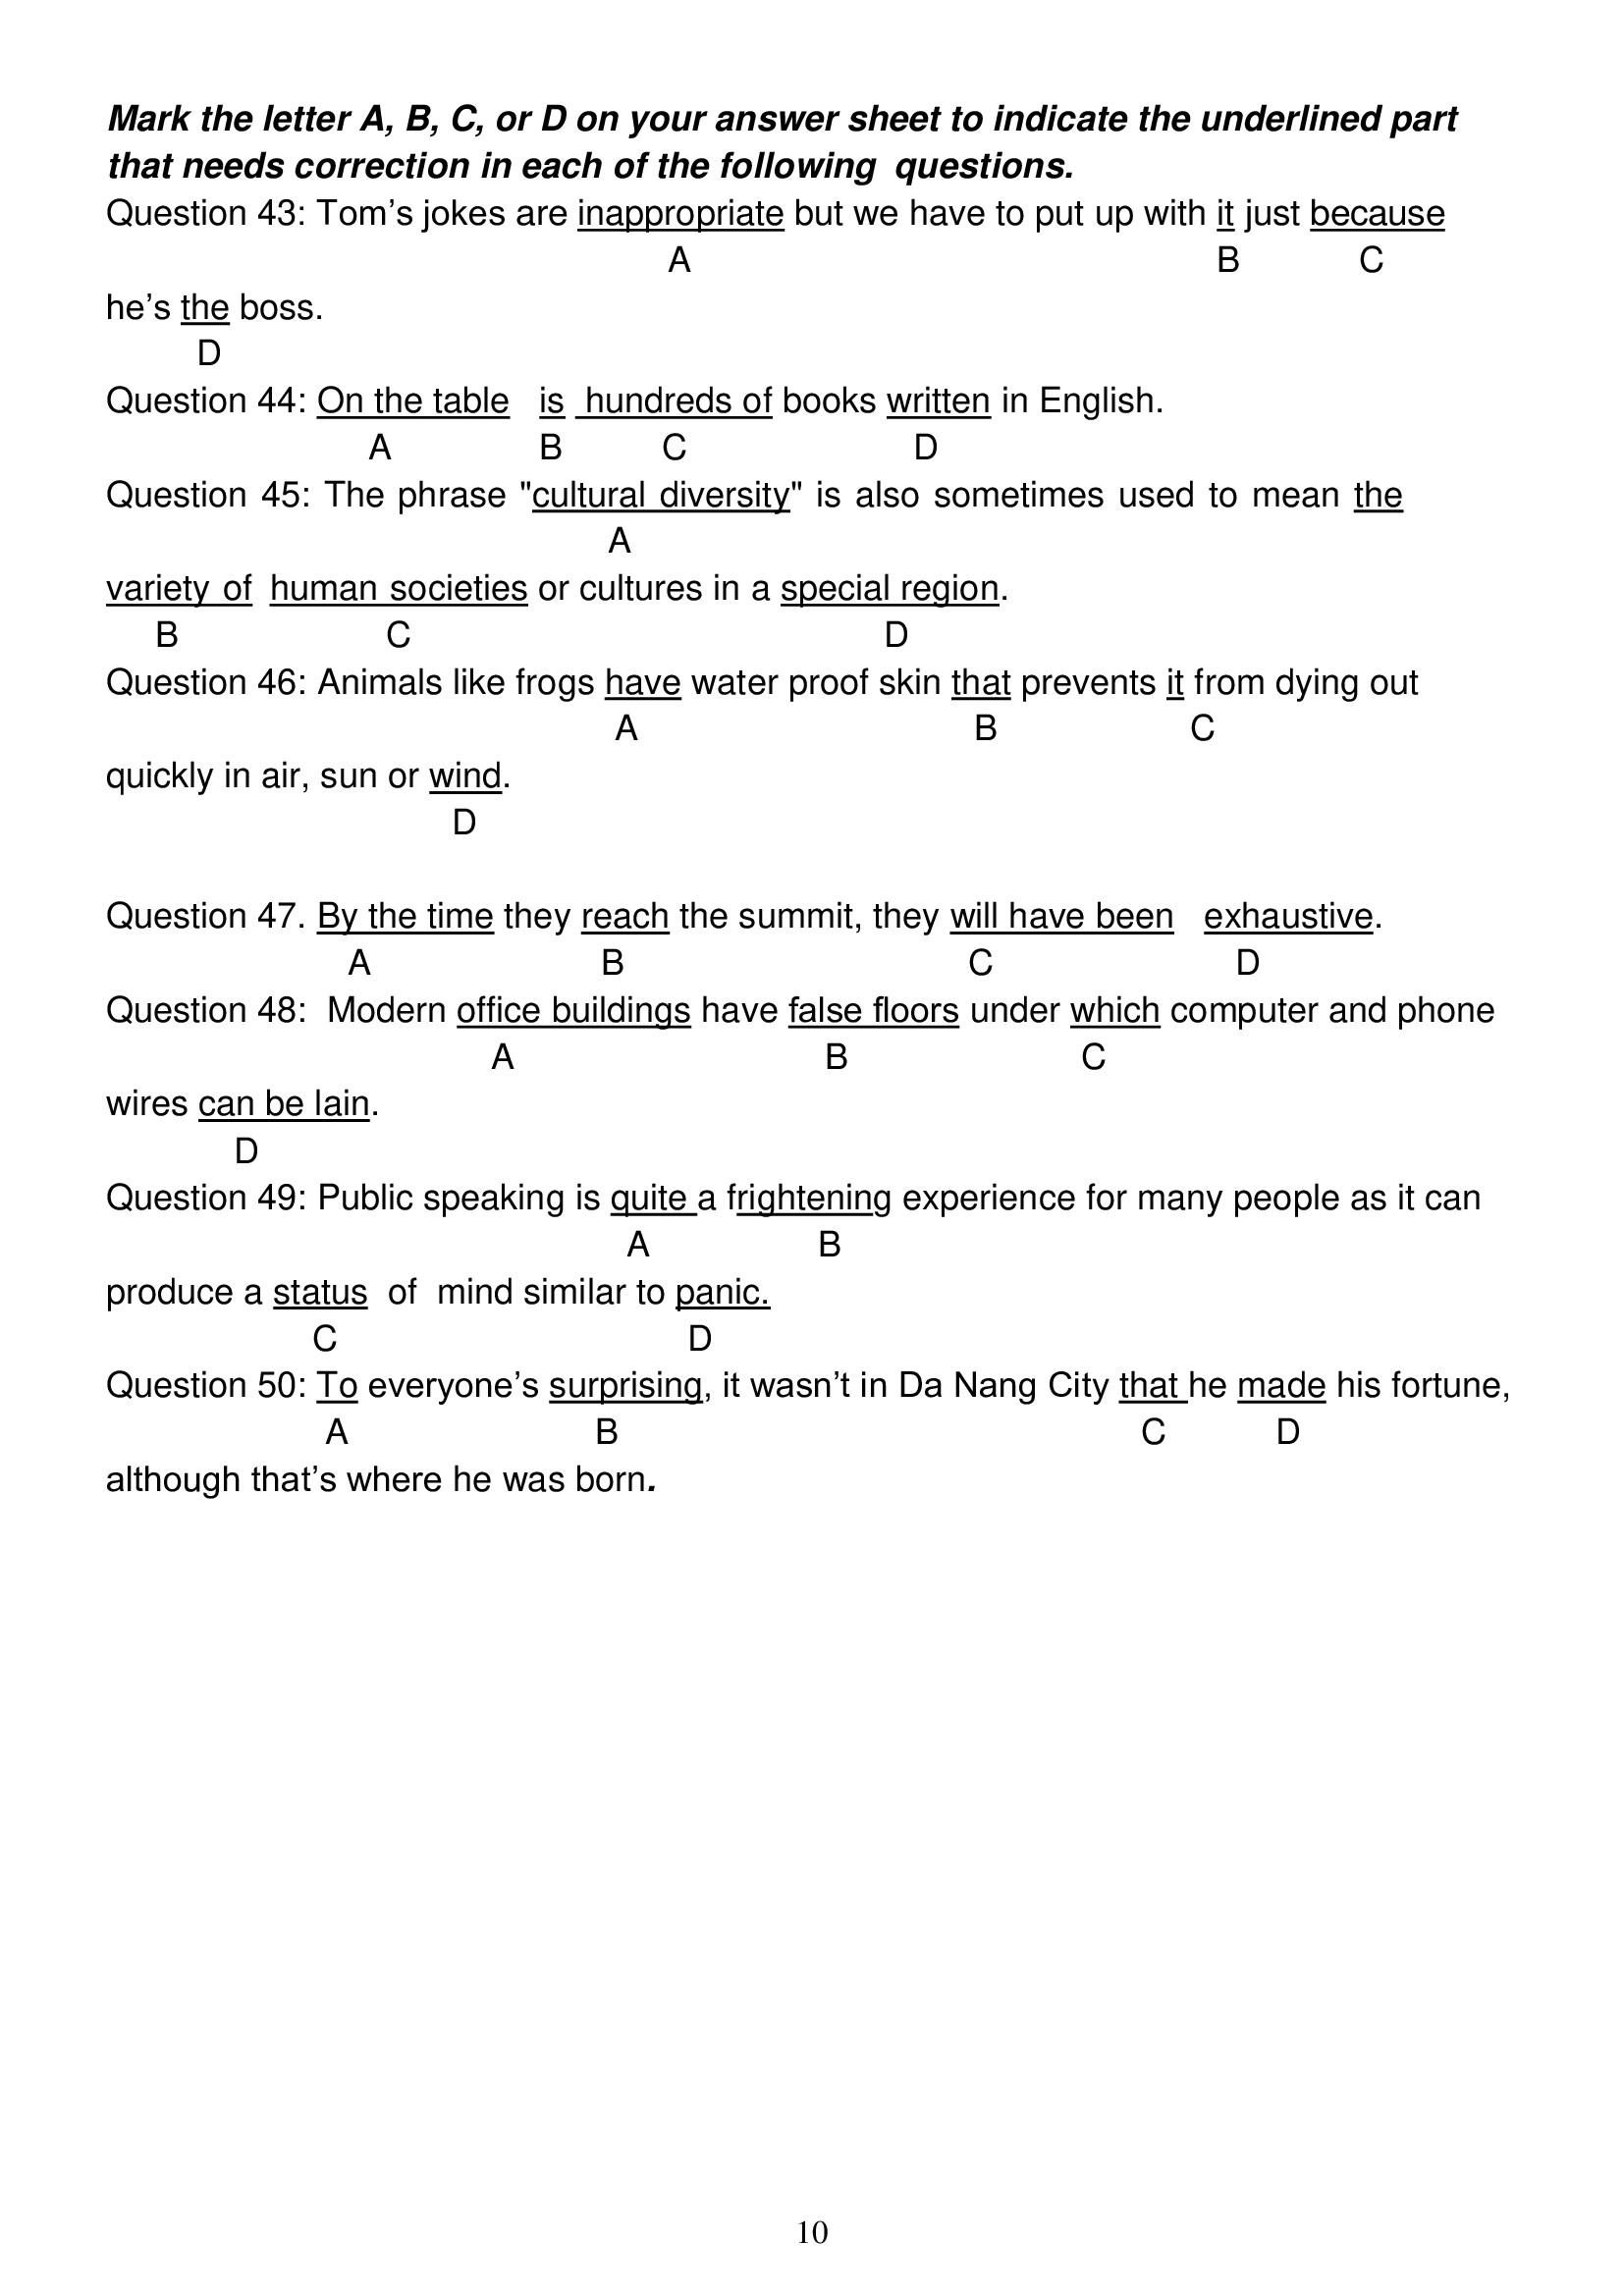 Mark the letter A, B, C, or D on your answer sheet to indicate the underlined part
that needs correction in each of the following questions.
Question 43: Tom’s jokes are inappropriate but we have to put up with it just because
A B C
he’s the boss.
D
Question 44: On the table is hundreds of books written in English.
A B C D
Question 45: The phrase "cultural diversity" is also sometimes used to mean the
A
variety of human societies or cultures in a special region.
B C D
Question 46: Animals like frogs have water proof skin that prevents it from dying out
A B C
quickly in air, sun or wind.
D
Question 47. By the time they reach the summit, they will have been exhaustive.
A B C D
Question 48: Modern office buildings have false floors under which computer and phone
A B C
wires can be lain.
D
Question 49: Public speaking is quite a frightening experience for many people as it can
A B
produce a status of mind similar to panic.
C D
Question 50: To everyone’s surprising, it wasn’t in Da Nang City that he made his fortune,
A B C D
although that’s where he was born.
10